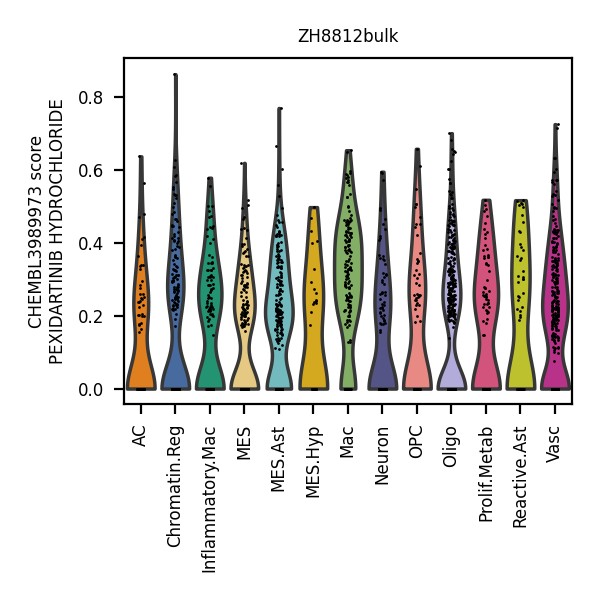 ZH8812bulk
CHEMBL3989973 score
PEXIDARTINIB HYDROCHLORIDE
0.8
0.6
0.4
0.2
0.0
AC
Chromatin.Reg
Inflammatory.Mac
MES
MES.Ast
MES.Hyp
Mac
Neuron
OPC
Oligo
Prolif.Metab
Reactive.Ast
Vasc